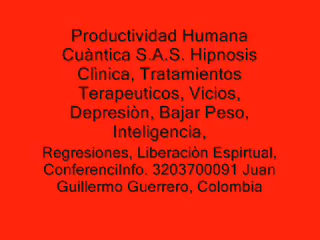 Productividad Humana
Cuàntica S.A.S. Hipnosis
Clìnica, Tratamientos
Terapeuticos, Vicios,
Depresiòn, Bajar Peso,
Inteligencia,
Regresiones, Liberaciòn Espirtual,
ConferenciInfo. 3203700091 Juan
Guillermo Guerrero, Colombia